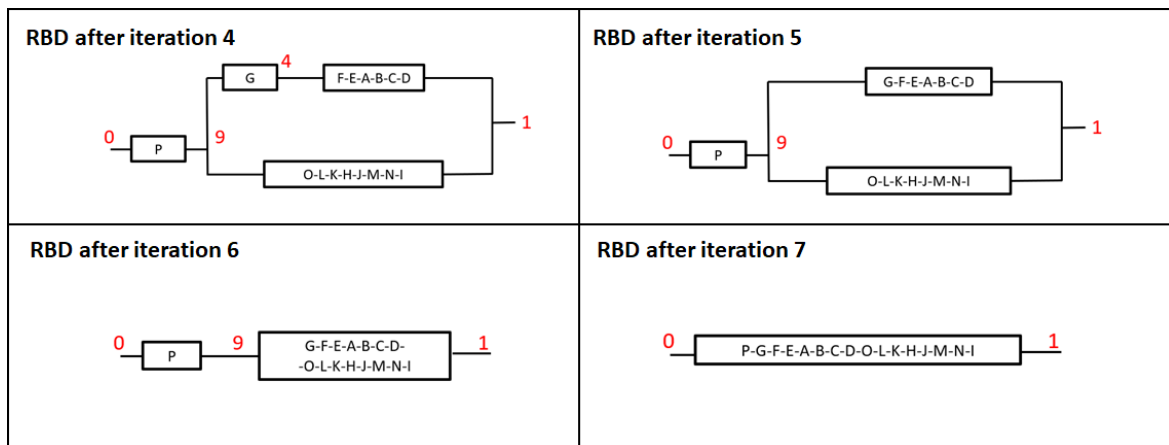 RBD after iteration 4
4
G
F-E-A-B-C-D
0
9
1
P
O-L-K-H-J-M-N-I
RBD after iteration 5
G-F-E-A-B-C-D
0
9
1
P
O-L-K-H-J-M-N-I
RBD after iteration 6
0
9
1
P
G-F-E-A-B-C-D-
-O-L-K-H-J-M-N-I
RBD after iteration 7
0
1
P-G-F-E-A-B-C-D-O-L-K-H-J-M-N-I